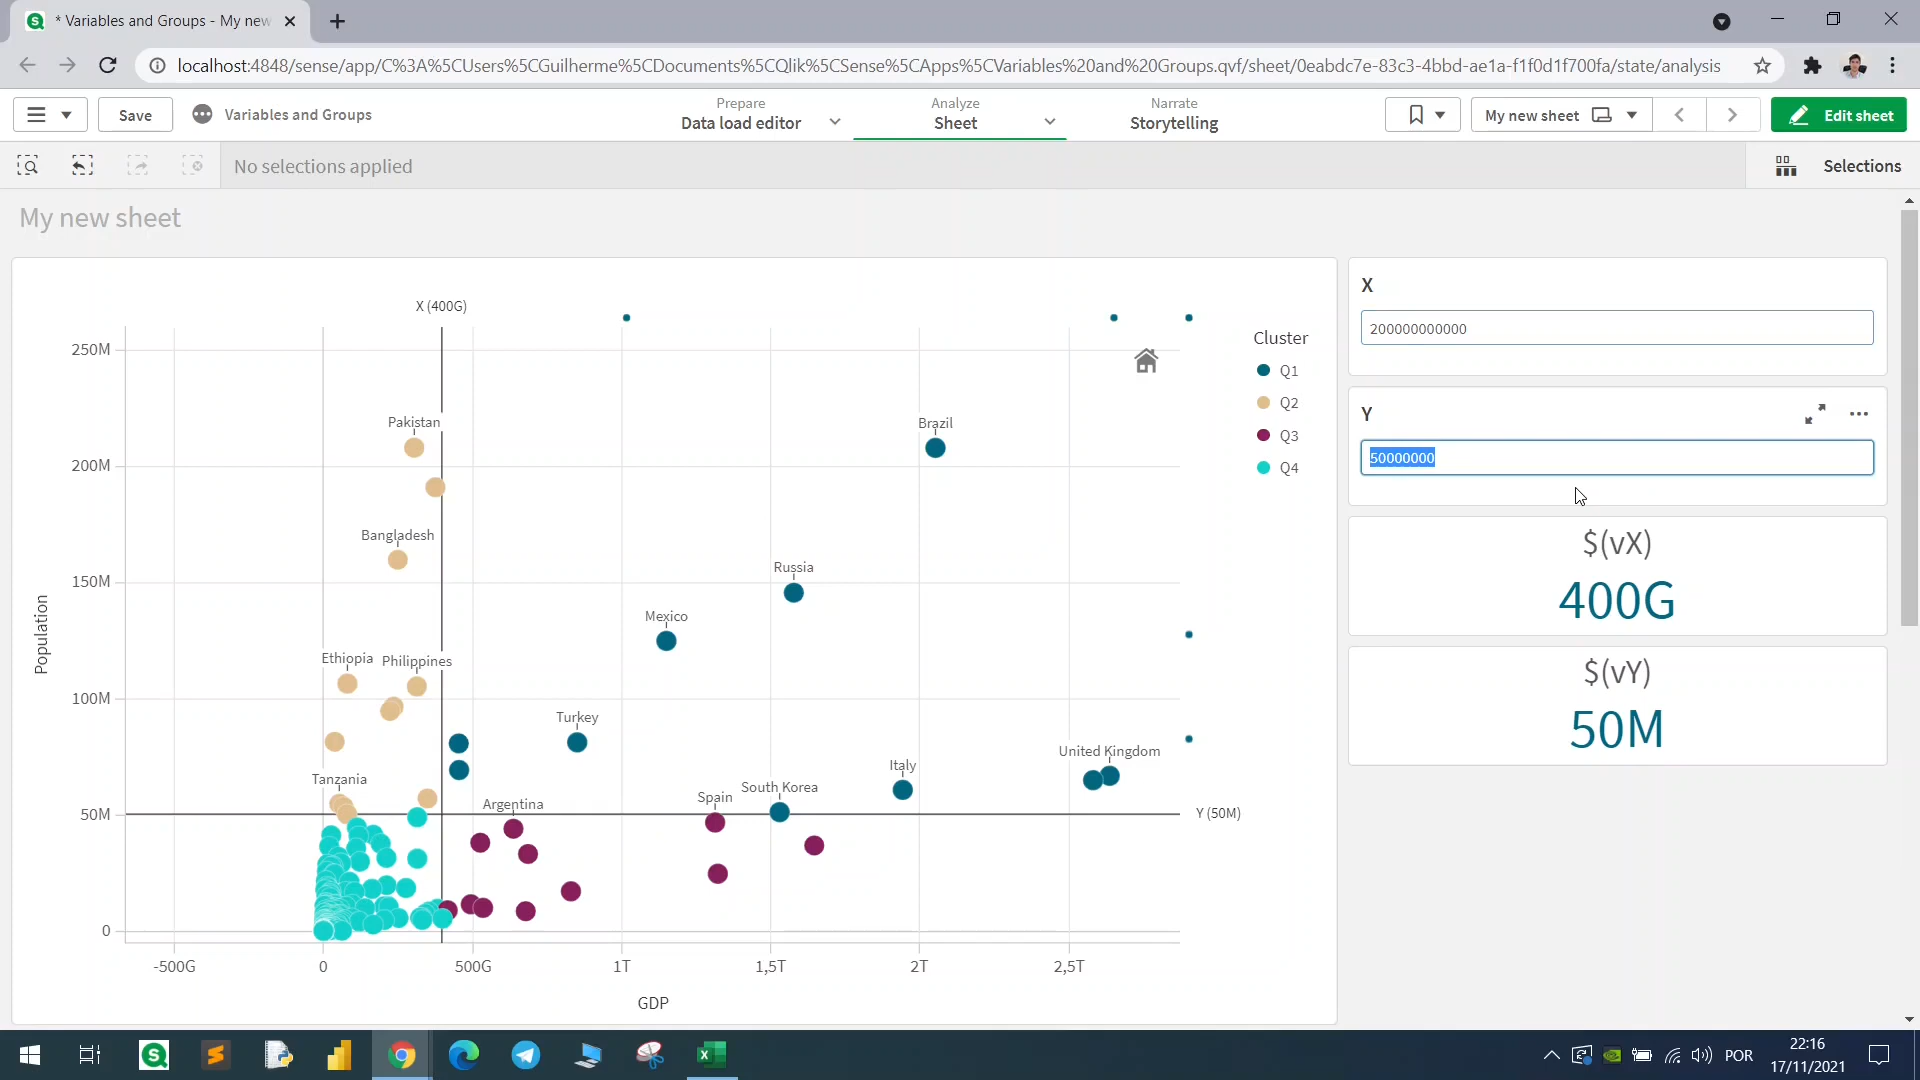 * Variables and Groups - My new
localhost:4848/sense/app/C%3A%5CUsers%5CGuilherme%5CDocuments%5CQlik%5CSense%5CApps%5CVariables%20and%20Groups.qvf/sheet/0eabdc7e-83c3-4bbd-ae1a-f1f0d1f700fa/state/analysis
Save
Variables and Groups
Prepare
Data load editor
Analyze
Sheet
Narrate
Storytelling
My new sheet
Edit sheet
No selections applied
Selections
My new sheet
X (400G)
250M
200M
150M
100M
50M
0
Population
Pakistan
Brazil
Bangladesh
Russia
Mexico
Ethiopia
Philippines
Turkey
United Kingdom
Italy
Tanzania
South Korea
Spain
Argentina
Y (50M)
-500G
0
500G
1T
1,5T
2T
2,5T
GDP
Cluster
Q1
Q2
Q3
Q4
X
200000000000
Y
50000000
$(vX)
400G
$(vY)
50M
POR
22:16
17/11/2021